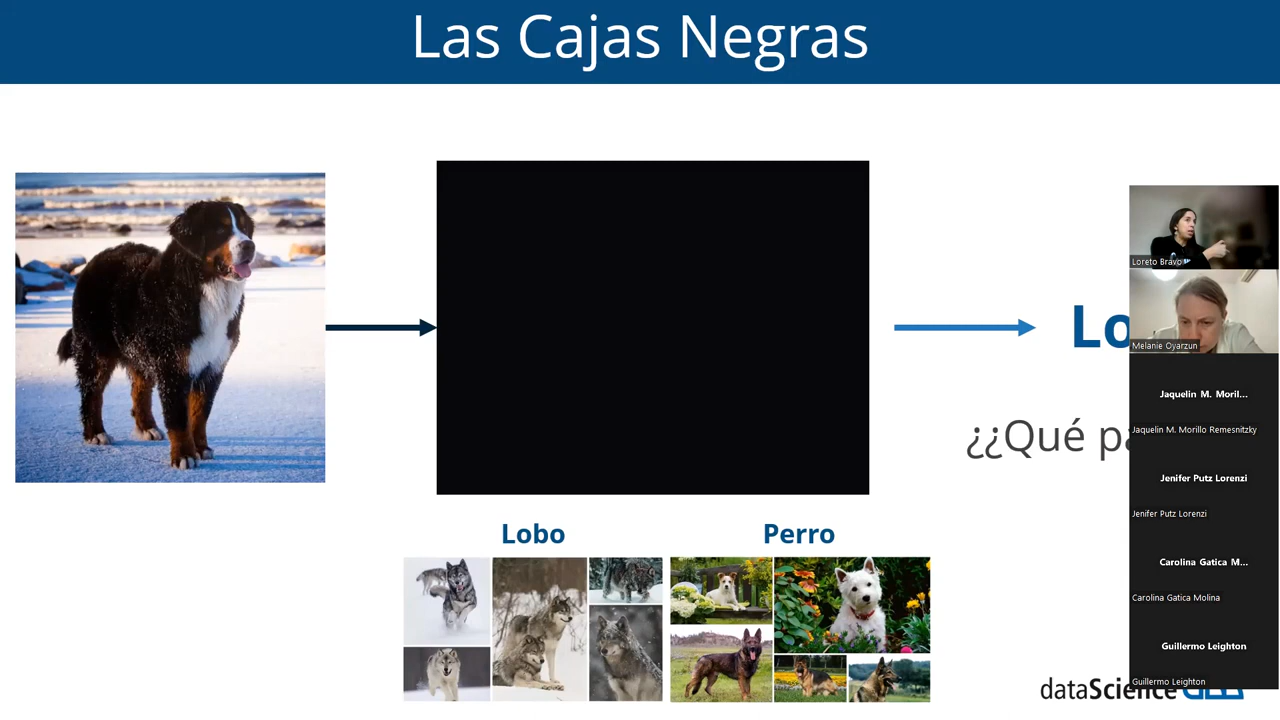 Las Cajas Negras
Loreto Bravo
Melanie Oyarzun
Lo
¿¿Qué pa
Jaquelin M. Moril...
Jaquelin M. Morillo Remesnitzky
Jenifer Putz Lorenzi
Jenifer Putz Lorenzi
Carolina Gatica M...
Carolina Gatica Molina
Guillermo Leighton
Guillermo Leighton
Lobo
Perro
dataScience